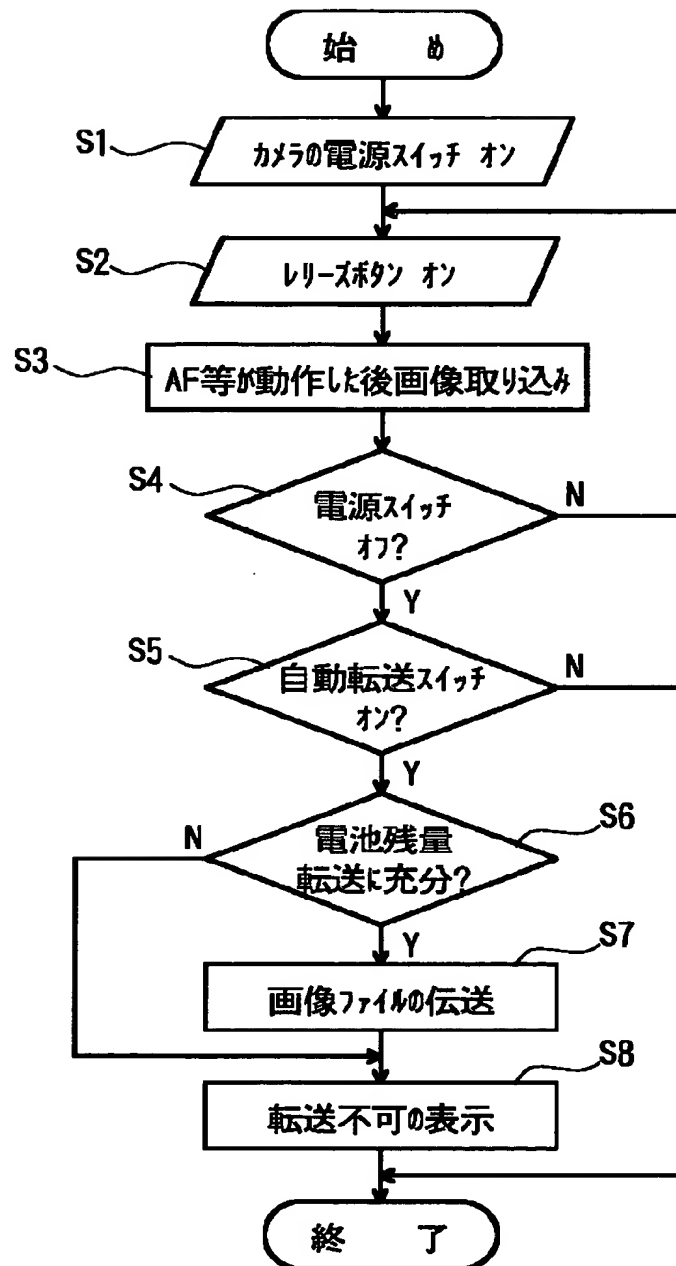 始 め
S1
カメラの電源スイッチ オン
S2
レリーズボタン オン
S3
AF等が動作した後画像取り込み
S4
電源スイッチ
オフ?
N
Y
S5
自動転送スイッチ
オン?
N
Y
S6
電池残量
転送に充分?
N
Y
S7
画像ファイルの伝送
S8
転送不可の表示
終 了